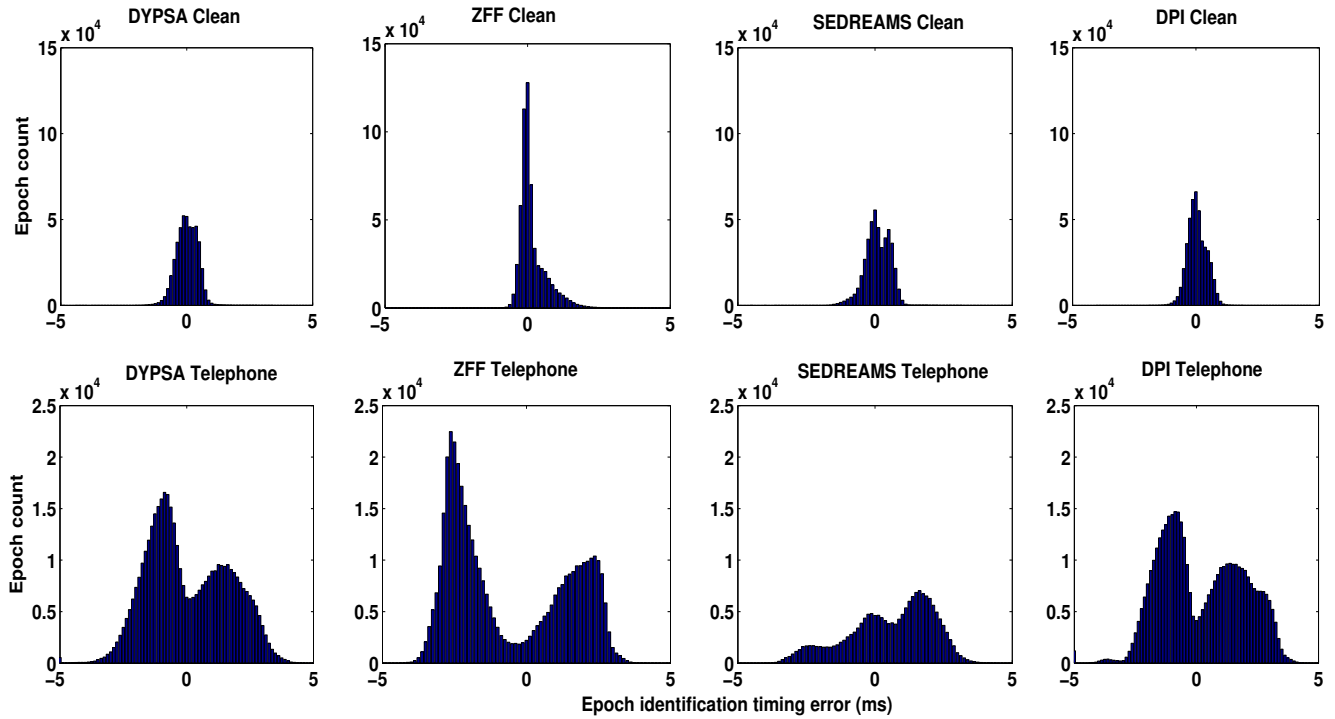 DYPSA Clean
x 10^4
15
10
5
0
−5 0 5
Epoch count
ZFF Clean
x 10^4
15
10
5
0
−5 0 5
SEDREAMS Clean
x 10^4
15
10
5
0
−5 0 5
DPI Clean
x 10^4
15
10
5
0
−5 0 5
DYPSA Telephone
x 10^4
2.5
2
1.5
1
0.5
0
−5 0 5
Epoch count
ZFF Telephone
x 10^4
2.5
2
1.5
1
0.5
0
−5 0 5
SEDREAMS Telephone
x 10^4
2.5
2
1.5
1
0.5
0
−5 0 5
DPI Telephone
x 10^4
2.5
2
1.5
1
0.5
0
−5 0 5
Epoch identification timing error (ms)